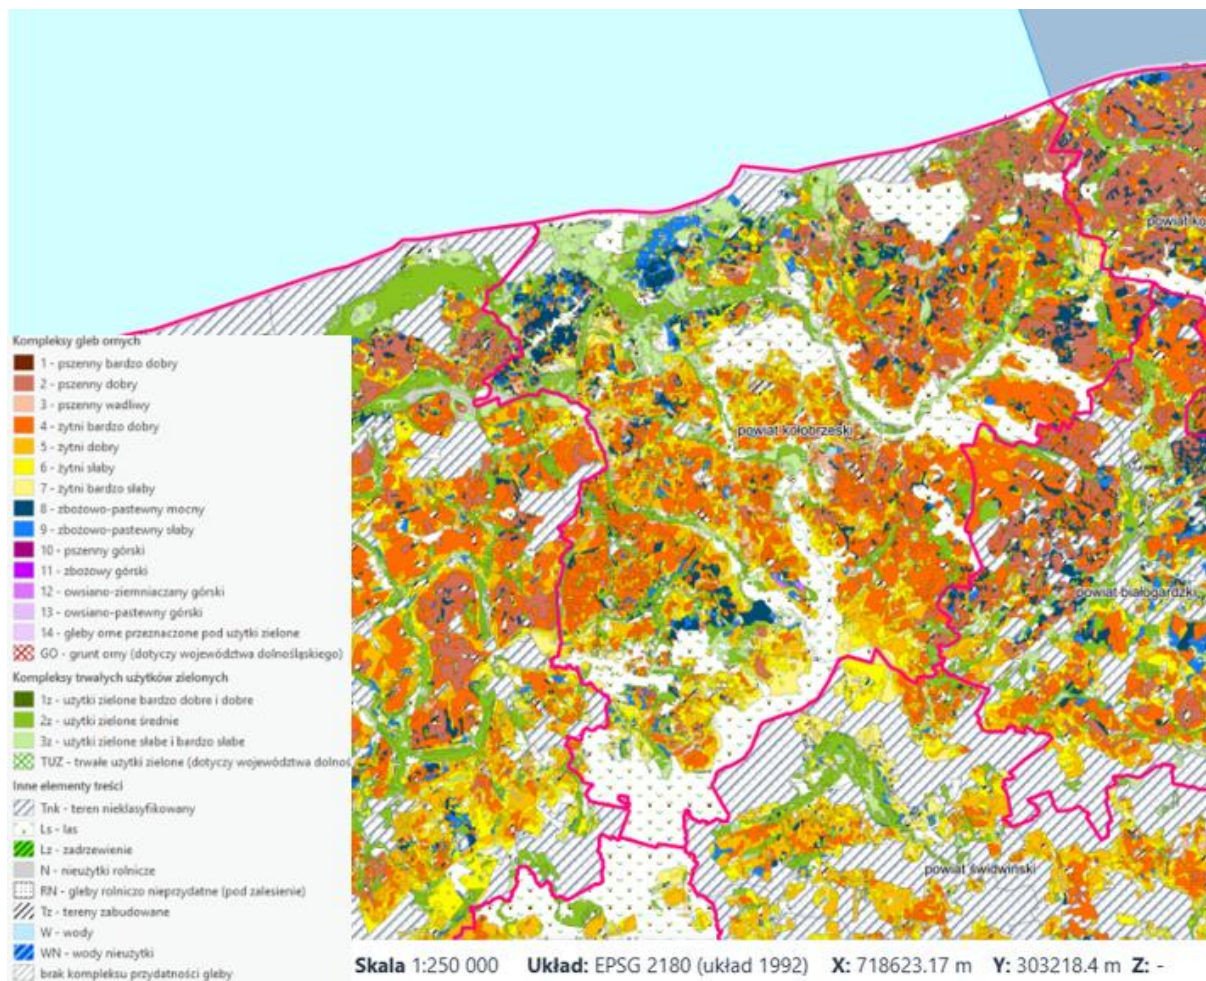 powiat ko
Kompleksy gleb ornych
1 - pszenny bardzo dobry
2 - pszenny dobry
3 - pszenny wadliwy
4 - żytni bardzo dobry
5 - żytni dobry
6 - żytni słaby
7 - żytni bardzo słaby
8 - zbożowo-pastewny mocny
9 - zbożowo-pastewny słaby
10 - pszenny górski
11 - zbożowy górski
12 - owsiano-ziemniaczany górski
13 - owsiano-pastewny górski
14 - gleby orne przeznaczone pod użytki zielone
GO - grunt orny (dotyczy województwa dolnośląskiego)
Kompleksy trwałych użytków zielonych
1z - użytki zielone bardzo dobre i dobre
2z - użytki zielone średnie
3z - użytki zielone słabe i bardzo słabe
TUZ - trwałe użytki zielone (dotyczy województwa dolnoś
Inne elementy treści
Tnk - teren nieklasyfikowany
Ls - las
Lz - zadrzewienie
N - nieużytki rolnicze
RN - gleby rolniczo nieprzydatne (pod zalesienie)
Tz - tereny zabudowane
W - wody
WN - wody nieużytki
brak kompleksu przydatności gleby
powiat kołobrzeski
powiat białogardzki
powiat świdwiński
Skala 1:250 000 Układ: EPSG 2180 (układ 1992) X: 718623.17 m Y: 303218.4 m Z: -